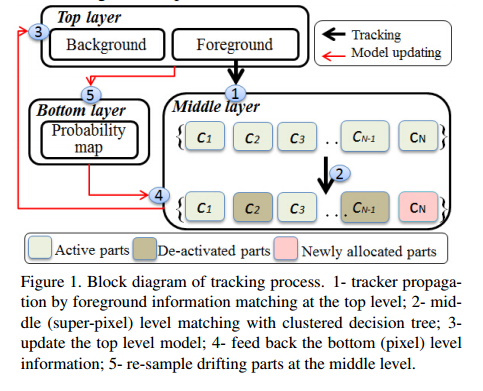 Top layer
3
Background
Foreground
Tracking
Model updating
5
1
Bottom layer
Probability
map
Middle layer
{ C1 C2 C3 .. CN-1 CN }
2
4
{ C1 C2 C3 ... CN-1 CN }
Active parts De-activated parts Newly allocated parts
Figure 1. Block diagram of tracking process. 1- tracker propaga-
tion by foreground information matching at the top level; 2- mid-
dle (super-pixel) level matching with clustered decision tree; 3-
update the top level model; 4- feed back the bottom (pixel) level
information; 5- re-sample drifting parts at the middle level.